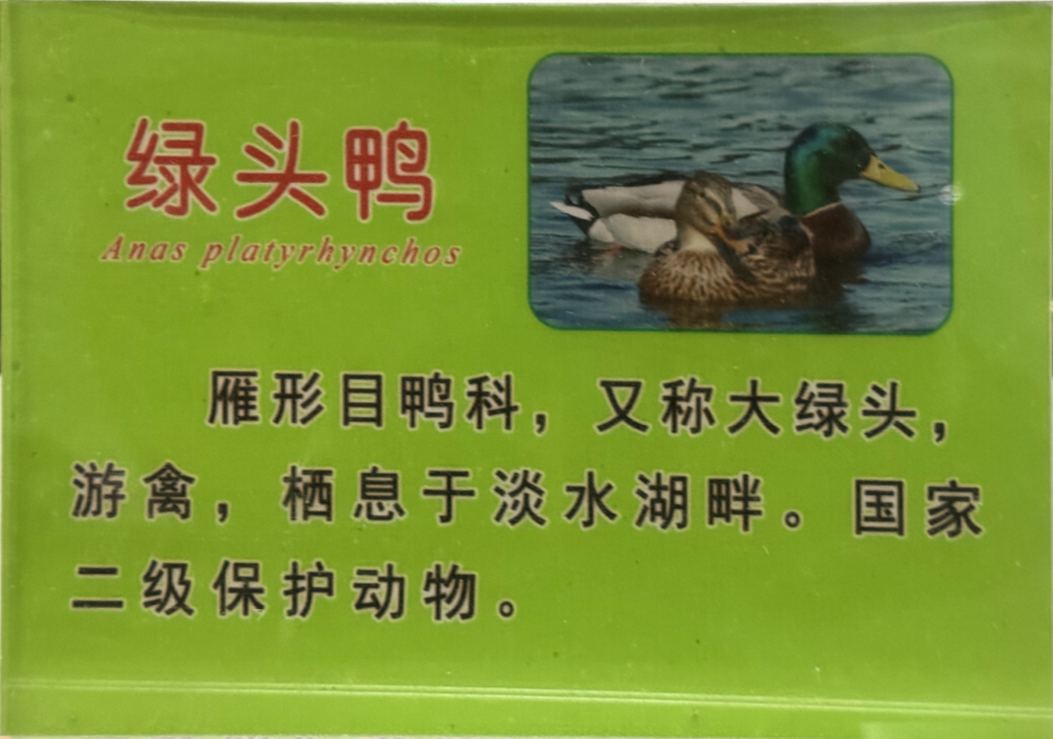 绿头鸭
Anas platyrhynchos
雁形目鸭科，又称大绿头，
游禽，栖息于淡水湖畔。国家
二级保护动物。